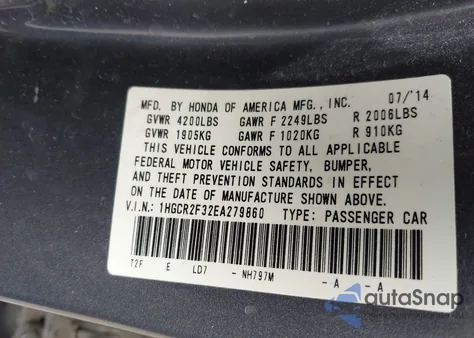 MFD. BY HONDA OF AMERICA MFG., INC. 07/'14
GVWR 4200LBS GAWR F 2249LBS R 2006LBS
GVWR 1905KG GAWR F 1020KG R 910KG
THIS VEHICLE CONFORMS TO ALL APPLICABLE
FEDERAL MOTOR VEHICLE SAFETY, BUMPER,
AND THEFT PREVENTION STANDARDS IN EFFECT
ON THE DATE OF MANUFACTURE SHOWN ABOVE.
V.I.N.: 1HGCR2F32EA279860 TYPE: PASSENGER CAR
T2F E LD7 - NH797M - A - A
autaSnap